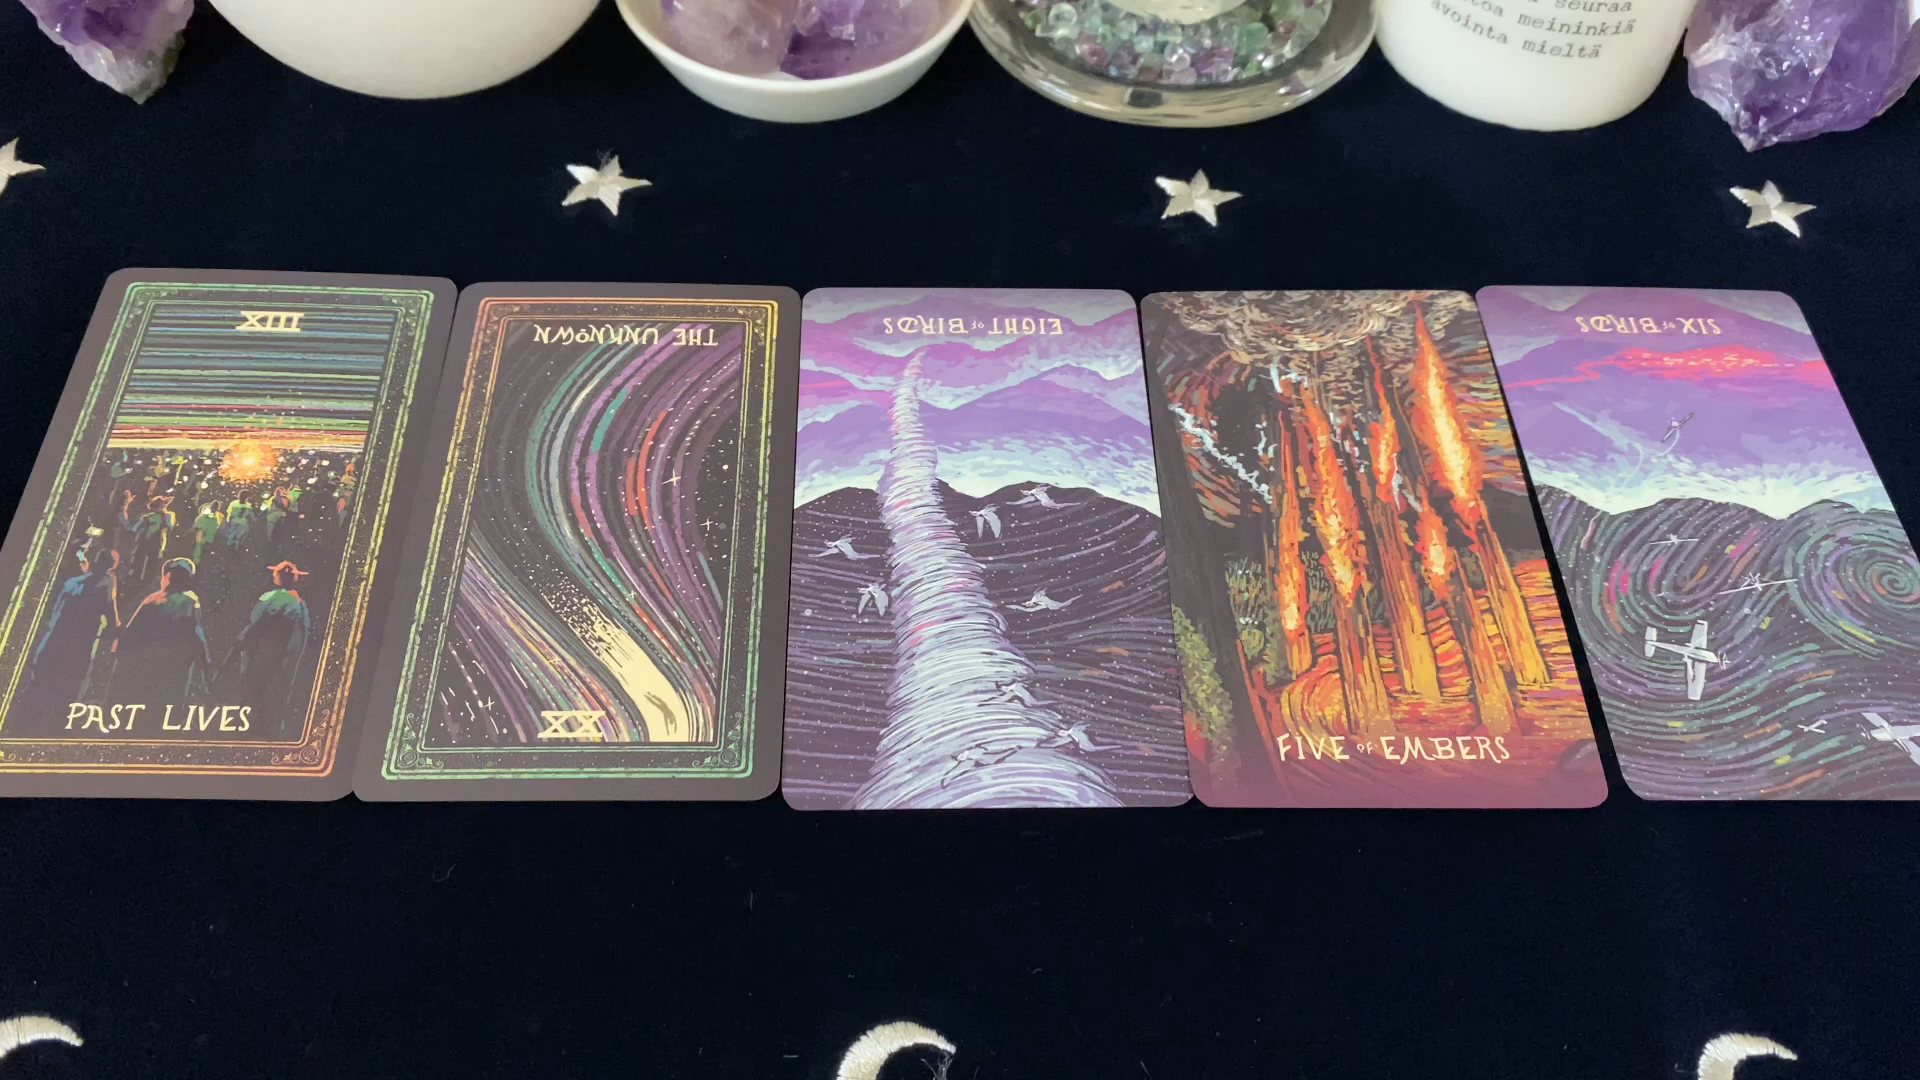 seuraa
meininkiä
avointa mieltä
XIII
PAST LIVES
THE UNKNOWN
XX
EIGHT OF BIRDS
FIVE OF EMBERS
SIX OF BIRDS